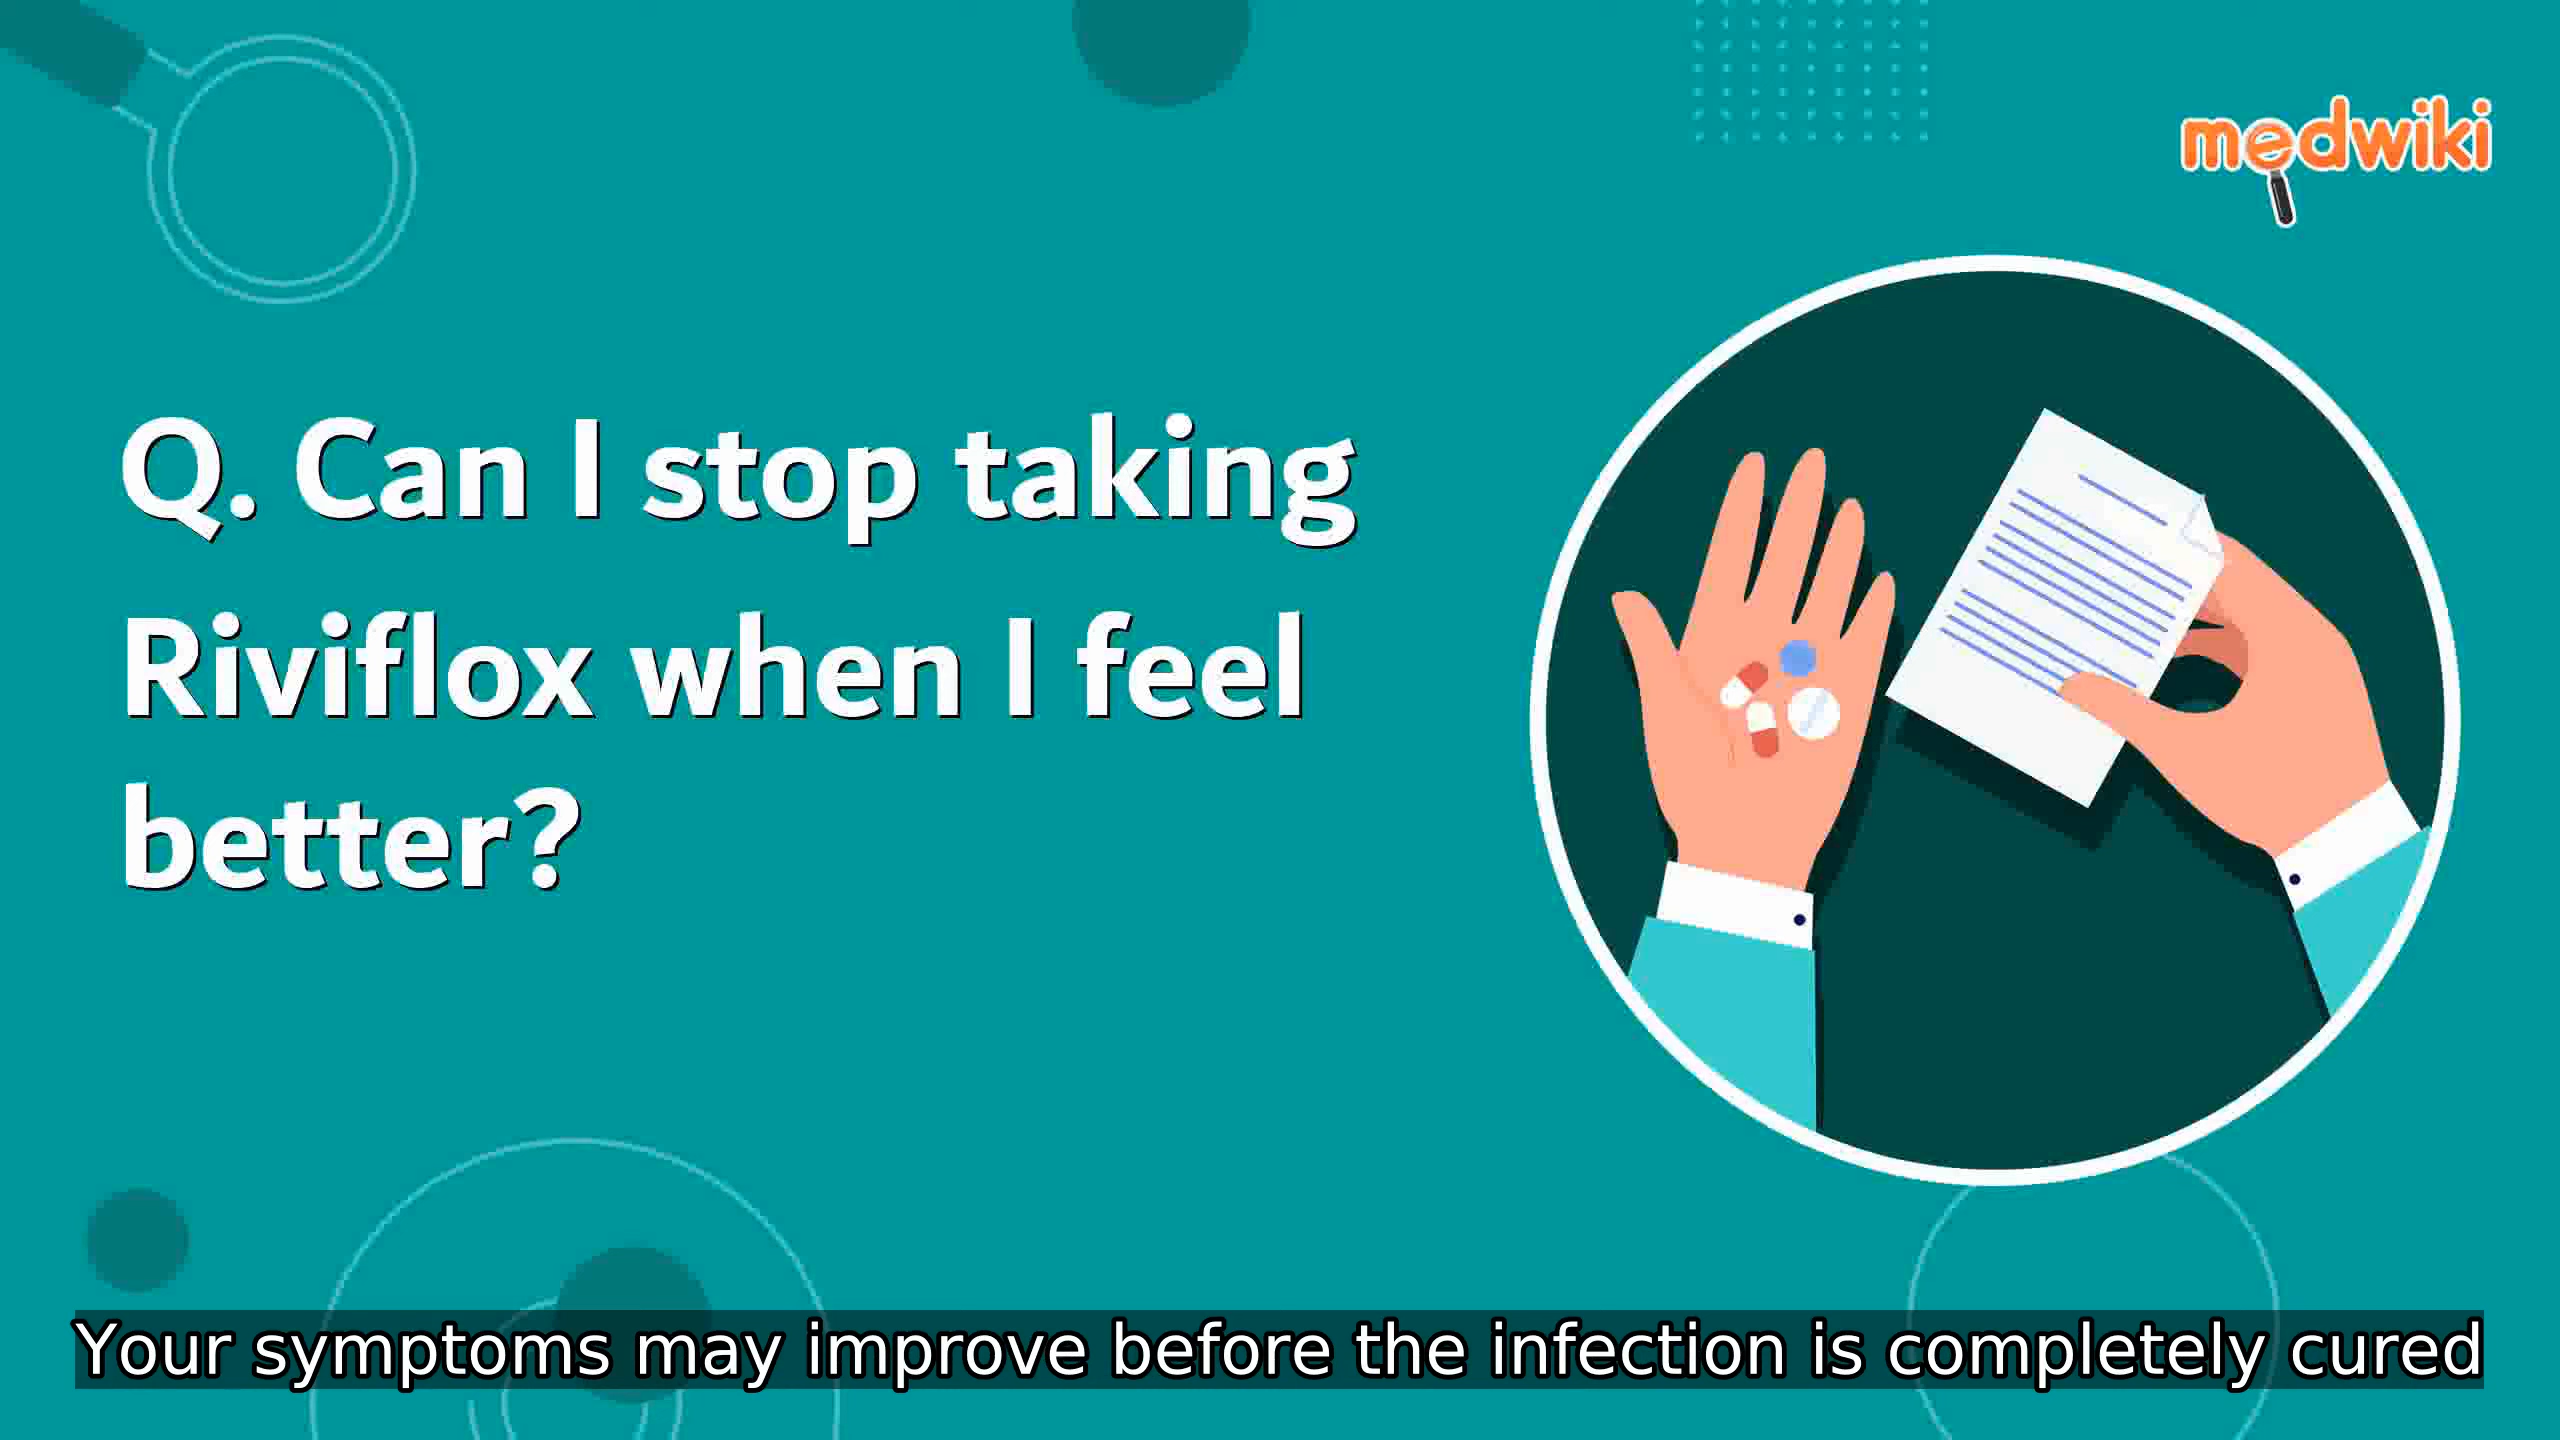 medwiki
Q. Can I stop taking
Riviflox when I feel
better?
Your symptoms may improve before the infection is completely cured